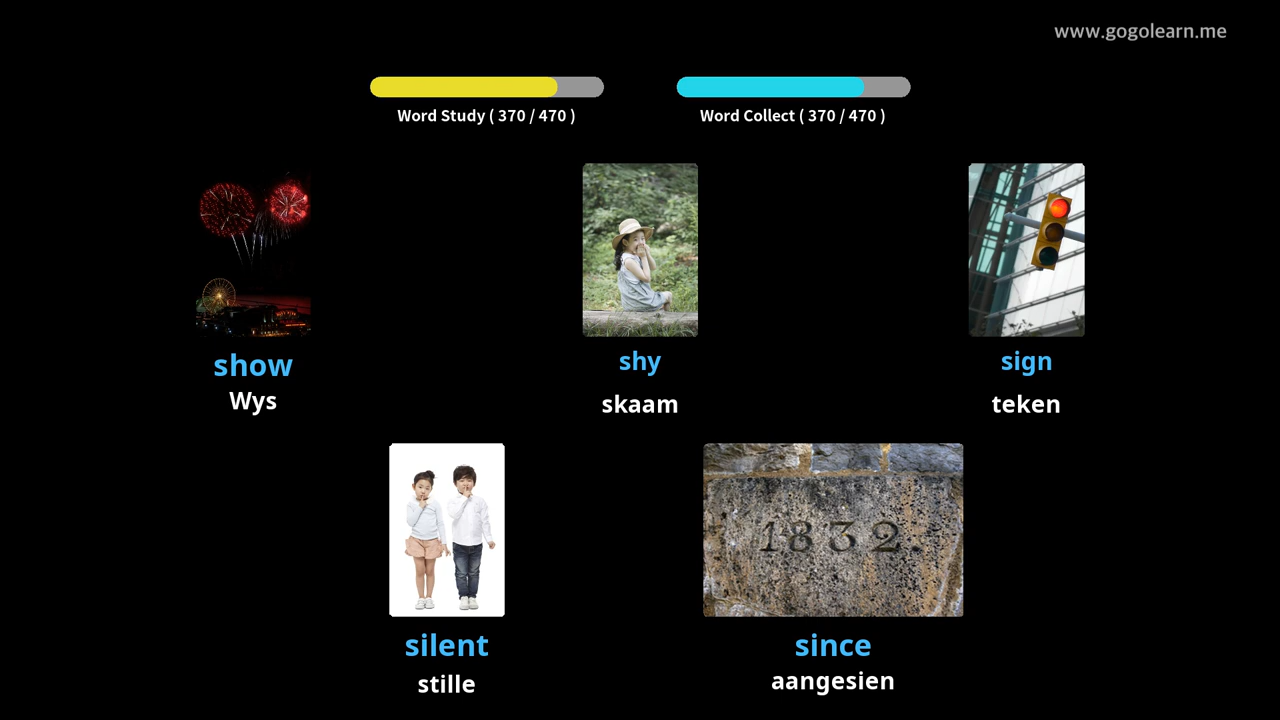 www.gogolearn.me
Word Study ( 370 / 470 )
Word Collect ( 370 / 470 )
show
Wys
shy
skaam
sign
teken
1832.
silent
stille
since
aangesien